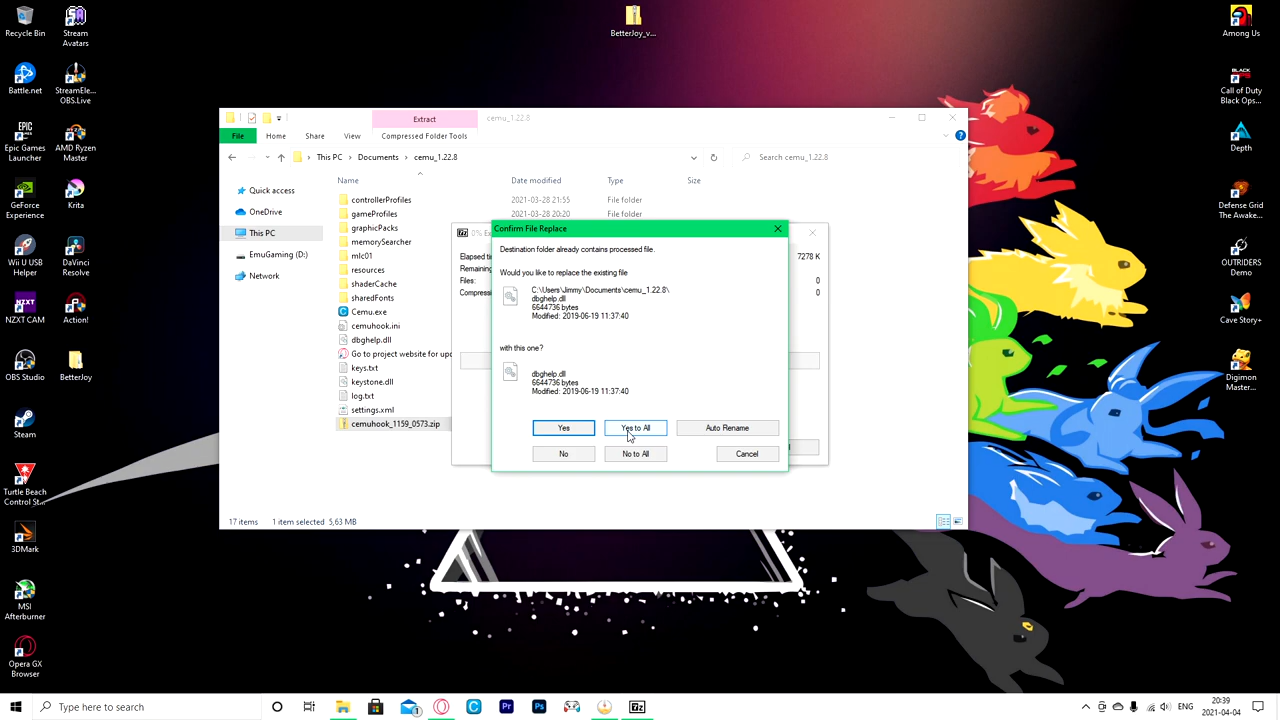 Recycle Bin
Stream
Avatars
BetterJoy_v...
Among Us
Battle.net
StreamEle...
OBS.Live
BLACK
Call of Duty
Black Ops...
Epic Games
Launcher
AMD Ryzen
Master
Depth
GeForce
Experience
Krita
Defense Grid
The Awake...
Wii U USB
Helper
DaVinci
Resolve
OUTRIDERS
Demo
NZXT CAM
Action!
Cave Story+
OBS Studio
BetterJoy
Digimon
Master...
Steam
Turtle Beach
Control St...
3DMark
MSI
Afterburner
Opera GX
Browser
Extract
cemu_1.22.8
File
Home
Share
View
Compressed Folder Tools
This PC
Documents
cemu_1.22.8
Search cemu_1.22.8
Name
Date modified
Type
Size
Quick access
OneDrive
This PC
EmuGaming (D:)
Network
controllerProfiles
2021-03-28 21:55
File folder
gameProfiles
2021-03-28 20:20
File folder
graphicPacks
memorySearcher
mlc01
resources
shaderCache
sharedFonts
Cemu.exe
cemuhook.ini
dbghelp.dll
Go to project website for upd
keys.txt
keystone.dll
log.txt
settings.xml
cemuhook_1159_0573.zip
17 items
1 item selected 5,63 MB
0% Ex
Elapsed ti
7278 K
Remaining
Files:
0
Compressi
0
Confirm File Replace
Destination folder already contains processed file.
Would you like to replace the existing file
C:\Users\Jimmy\Documents\cemu_1.22.8\
dbghelp.dll
6644736 bytes
Modified: 2019-06-19 11:37:40
with this one?
dbghelp.dll
6644736 bytes
Modified: 2019-06-19 11:37:40
Yes
Yes to All
Auto Rename
No
No to All
Cancel
Type here to search
ENG
20:39
2021-04-04